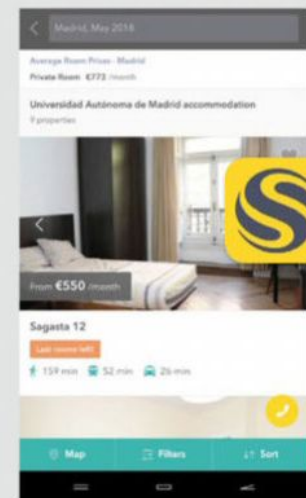 Madrid, May 2018
Average Room Prices - Madrid
Private Room €772 /month
Universidad Autónoma de Madrid accommodation
9 properties
From €550 /month
Sagasta 12
Last rooms left!
159 min 52 min 26 min
Map Filters Sort